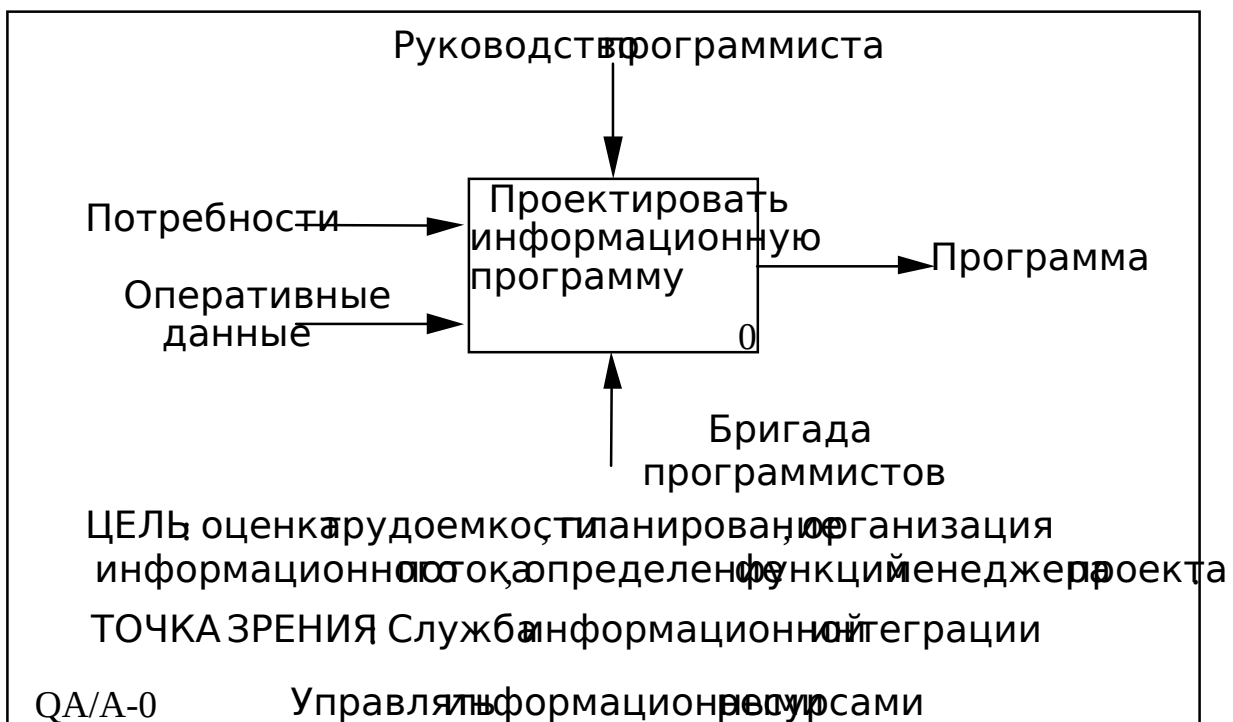 Руководство программиста
Потребности
Проектировать
информационную
программу
Программа
Оперативные
данные
0
Бригада
программистов
ЦЕЛЬ: оценка трудоемкости, планирование, организация
информационного потока, определение функций менеджера проекта.
ТОЧКА ЗРЕНИЯ: Служба информационной интеграции
QA/A-0 Управлять информационными ресурсами